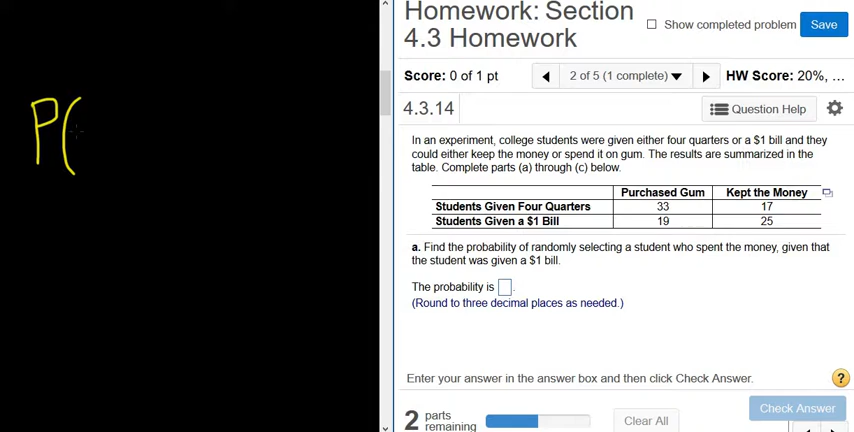 P(
Homework: Section 4.3 Homework
Show completed problem
Save
Score: 0 of 1 pt
2 of 5 (1 complete)
HW Score: 20%, ...
4.3.14
Question Help
In an experiment, college students were given either four quarters or a $1 bill and they
could either keep the money or spend it on gum. The results are summarized in the
table. Complete parts (a) through (c) below.
Purchased Gum Kept the Money
Students Given Four Quarters 33 17
Students Given a $1 Bill 19 25
a. Find the probability of randomly selecting a student who spent the money, given that
the student was given a $1 bill.
The probability is .
(Round to three decimal places as needed.)
Enter your answer in the answer box and then click Check Answer.
?
Check Answer
2 parts remaining
Clear All